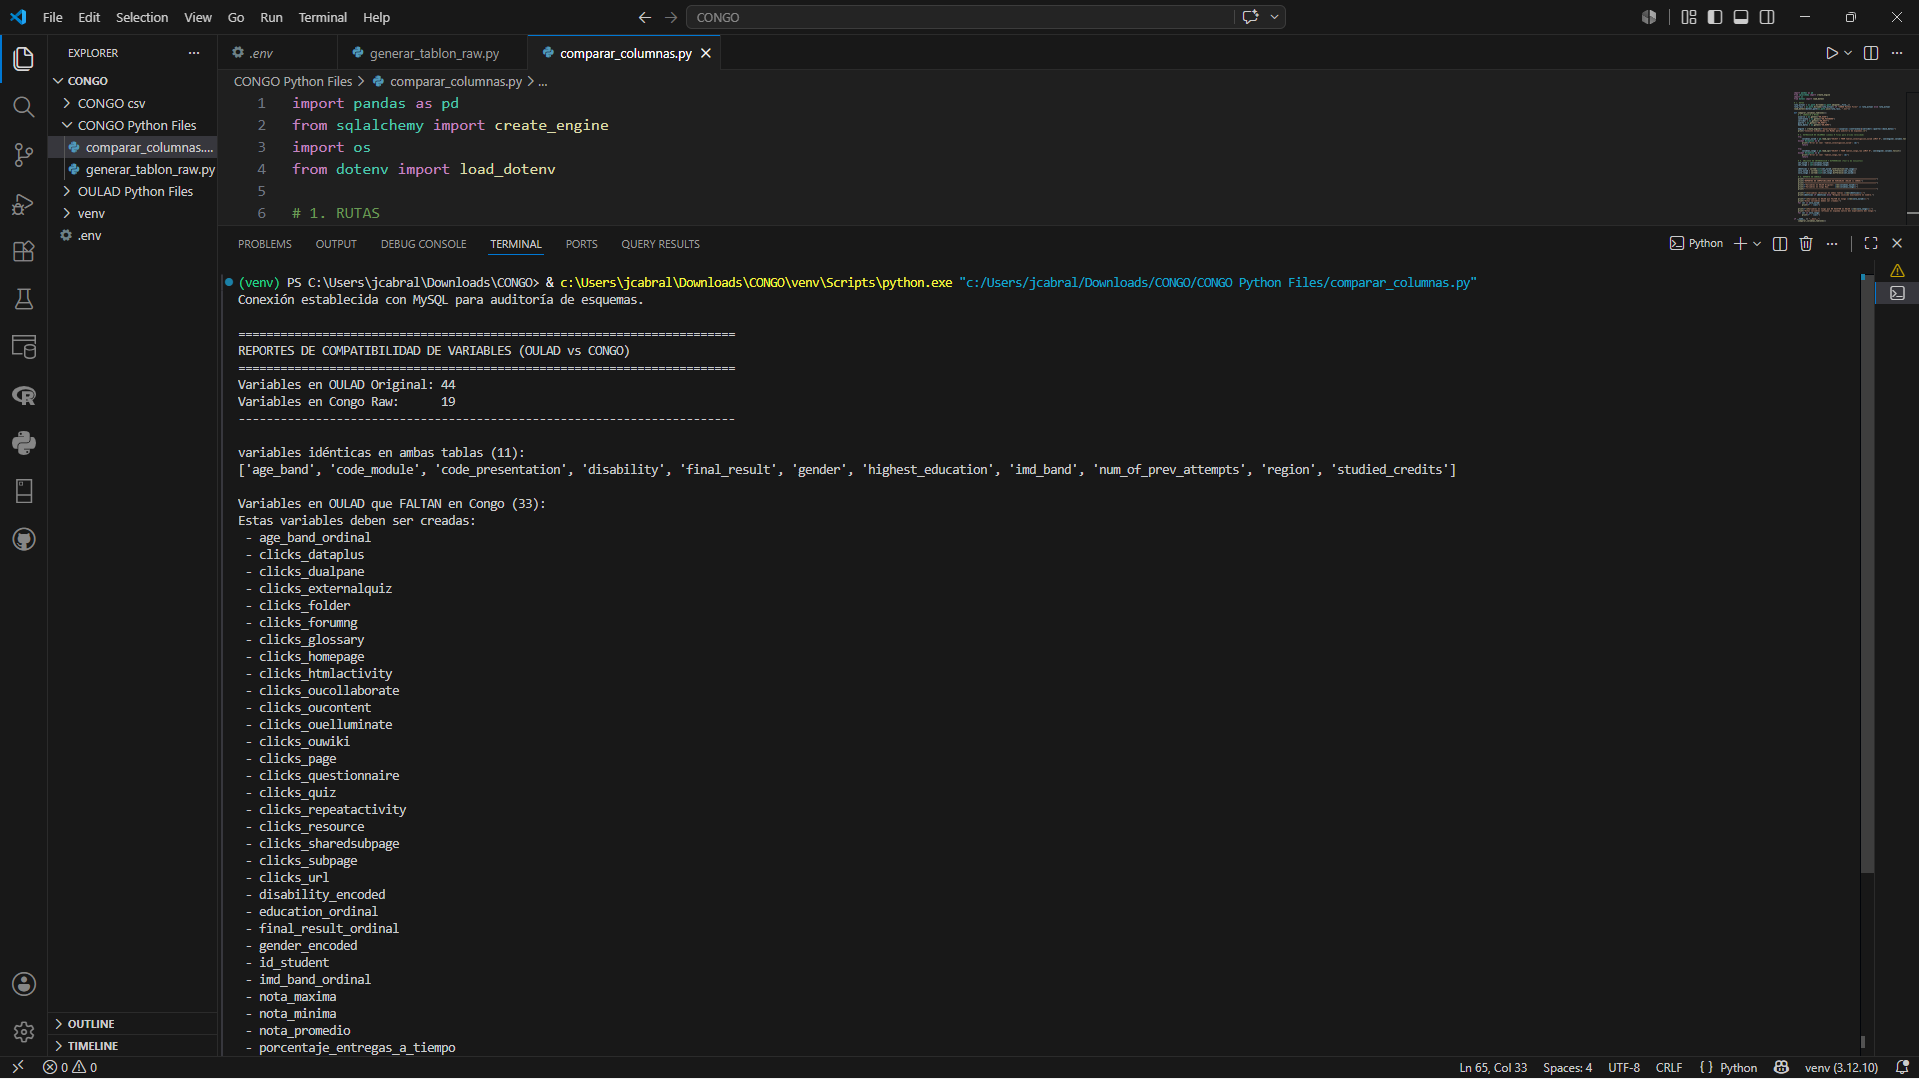 File Edit Selection View Go Run Terminal Help
CONGO
EXPLORER
CONGO
CONGO csv
CONGO Python Files
comparar_columnas....
generar_tablon_raw.py
OULAD Python Files
venv
.env
OUTLINE
TIMELINE
.env generar_tablon_raw.py comparar_columnas.py
CONGO Python Files > comparar_columnas.py > ...
1 import pandas as pd
2 from sqlalchemy import create_engine
3 import os
4 from dotenv import load_dotenv
5
6 # 1. RUTAS
PROBLEMS OUTPUT DEBUG CONSOLE TERMINAL PORTS QUERY RESULTS
Python
(venv) PS C:\Users\jcabral\Downloads\CONGO> & c:\Users\jcabral\Downloads\CONGO\venv\Scripts\python.exe "c:/Users/jcabral/Downloads/CONGO/CONGO Python Files/comparar_columnas.py"
Conexión establecida con MySQL para auditoría de esquemas.
=======================================================================
REPORTES DE COMPATIBILIDAD DE VARIABLES (OULAD vs CONGO)
=======================================================================
Variables en OULAD Original: 44
Variables en Congo Raw: 19
-----------------------------------------------------------------------
variables idénticas en ambas tablas (11):
['age_band', 'code_module', 'code_presentation', 'disability', 'final_result', 'gender', 'highest_education', 'imd_band', 'num_of_prev_attempts', 'region', 'studied_credits']
Variables en OULAD que FALTAN en Congo (33):
Estas variables deben ser creadas:
- age_band_ordinal
- clicks_dataplus
- clicks_dualpane
- clicks_externalquiz
- clicks_folder
- clicks_forumng
- clicks_glossary
- clicks_homepage
- clicks_htmlactivity
- clicks_oucollaborate
- clicks_oucontent
- clicks_ouelluminate
- clicks_ouwiki
- clicks_page
- clicks_questionnaire
- clicks_quiz
- clicks_repeatactivity
- clicks_resource
- clicks_sharedsubpage
- clicks_subpage
- clicks_url
- disability_encoded
- education_ordinal
- final_result_ordinal
- gender_encoded
- id_student
- imd_band_ordinal
- nota_maxima
- nota_minima
- nota_promedio
- porcentaje_entregas_a_tiempo
0 0
Ln 65, Col 33 Spaces: 4 UTF-8 CRLF { } Python venv (3.12.10)